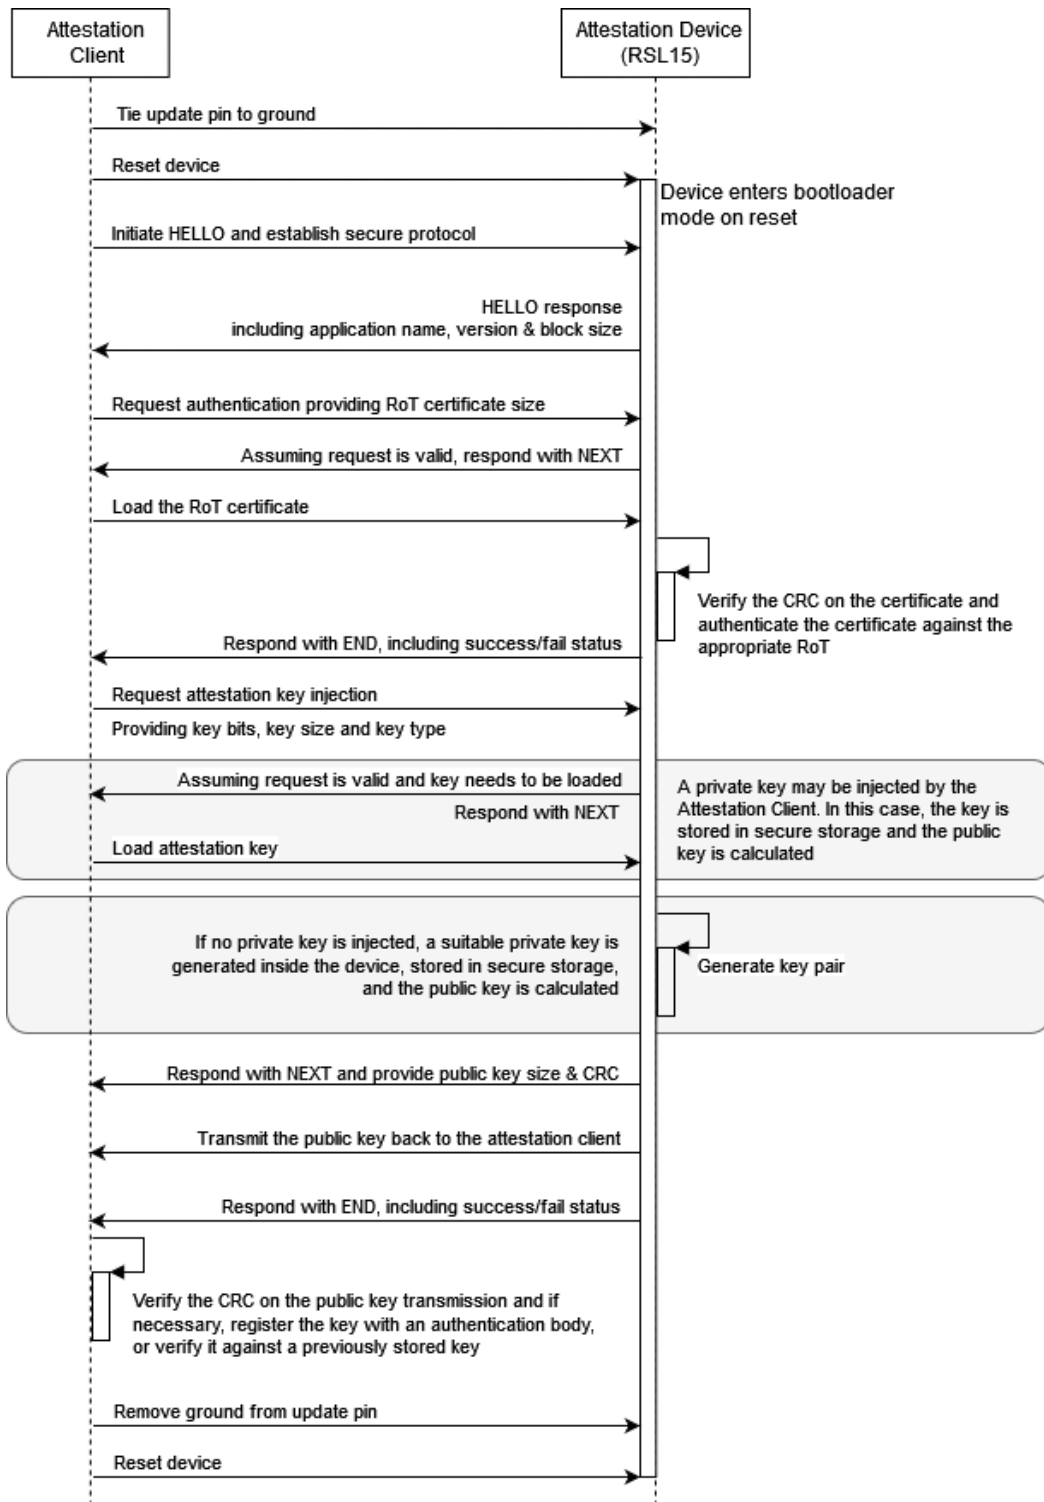 Attestation
Client
Attestation Device
(RSL15)
Tie update pin to ground
Reset device
Device enters bootloader
mode on reset
Initiate HELLO and establish secure protocol
HELLO response
including application name, version & block size
Request authentication providing RoT certificate size
Assuming request is valid, respond with NEXT
Load the RoT certificate
Verify the CRC on the certificate and
authenticate the certificate against the
appropriate RoT
Respond with END, including success/fail status
Request attestation key injection
Providing key bits, key size and key type
Assuming request is valid and key needs to be loaded
Respond with NEXT
A private key may be injected by the
Attestation Client. In this case, the key is
stored in secure storage and the public
key is calculated
Load attestation key
If no private key is injected, a suitable private key is
generated inside the device, stored in secure storage,
and the public key is calculated
Generate key pair
Respond with NEXT and provide public key size & CRC
Transmit the public key back to the attestation client
Respond with END, including success/fail status
Verify the CRC on the public key transmission and if
necessary, register the key with an authentication body,
or verify it against a previously stored key
Remove ground from update pin
Reset device